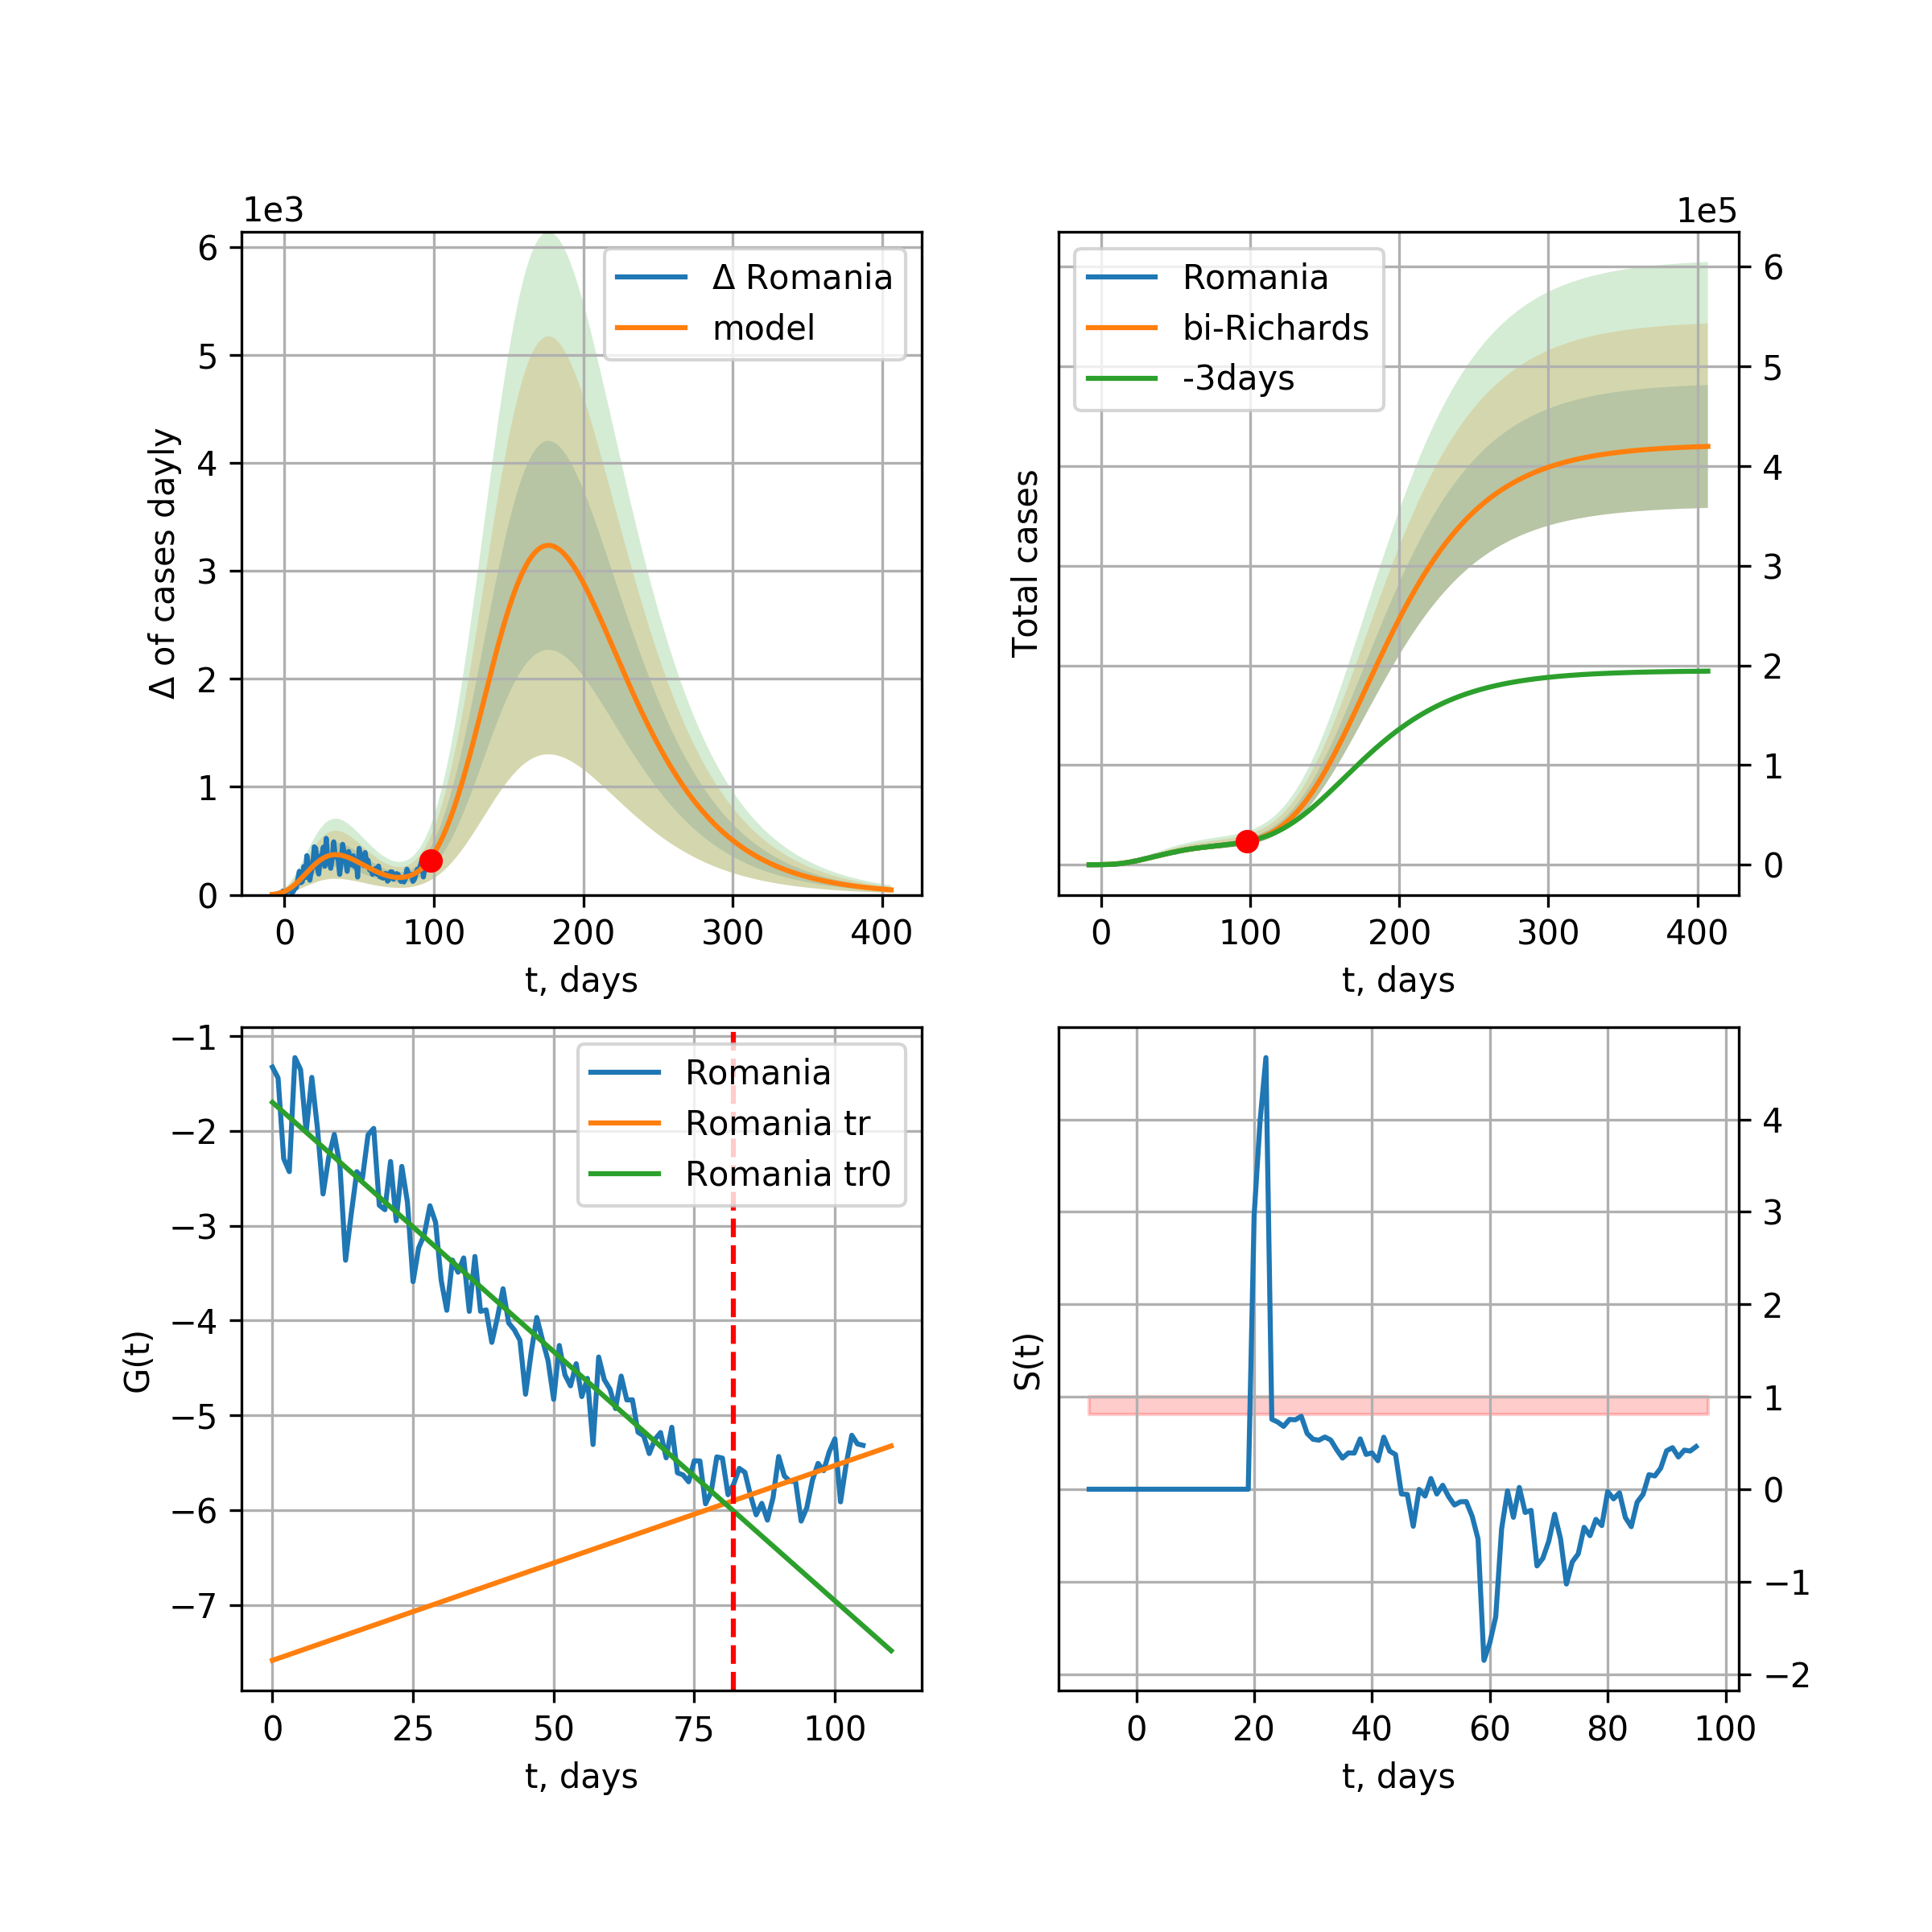 1e3
6
5
4
3
2
1
0
Δ of cases dayly
Δ Romania
model
0 100 200 300 400
t, days
1e5
Romania
bi-Richards
-3days
Total cases
6
5
4
3
2
1
0
0 100 200 300 400
t, days
−1
−2
−3
−4
−5
−6
−7
G(t)
Romania
Romania tr
Romania tr0
0 25 50 75 100
t, days
S(t)
4
3
2
1
0
−1
−2
0 20 40 60 80 100
t, days